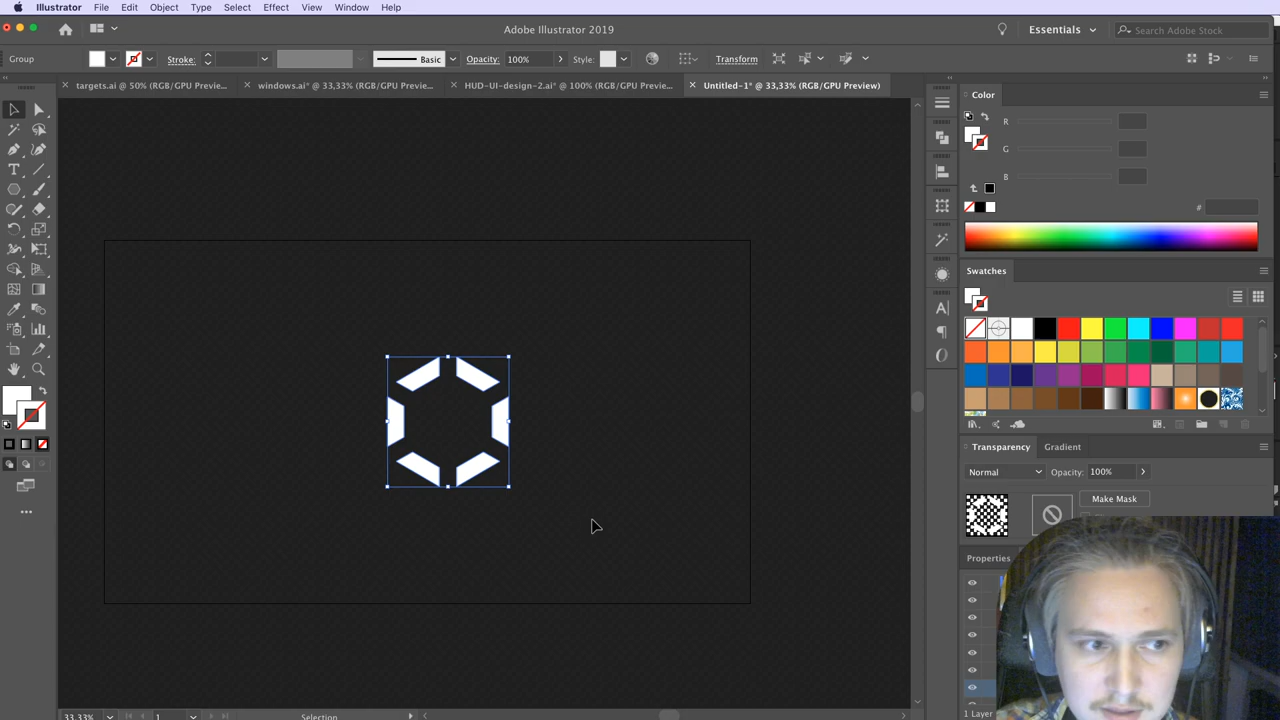 Illustrator File Edit Object Type Select Effect View Window Help
Adobe Illustrator 2019
Essentials
Search Adobe Stock
Group
Stroke:
Basic
Opacity: 100%
Style:
Transform
targets.ai @ 50% (RGB/GPU Preview...
windows.ai* @ 33,33% (RGB/GPU Preview...
HUD-UI-design-2.ai* @ 100% (RGB/GPU Previe...
Untitled-1* @ 33,33% (RGB/GPU Preview)
Color
R
G
B
#
Swatches
Transparency Gradient
Normal
Opacity: 100%
Make Mask
Properties
1 Layer
33,33%
1
Selection